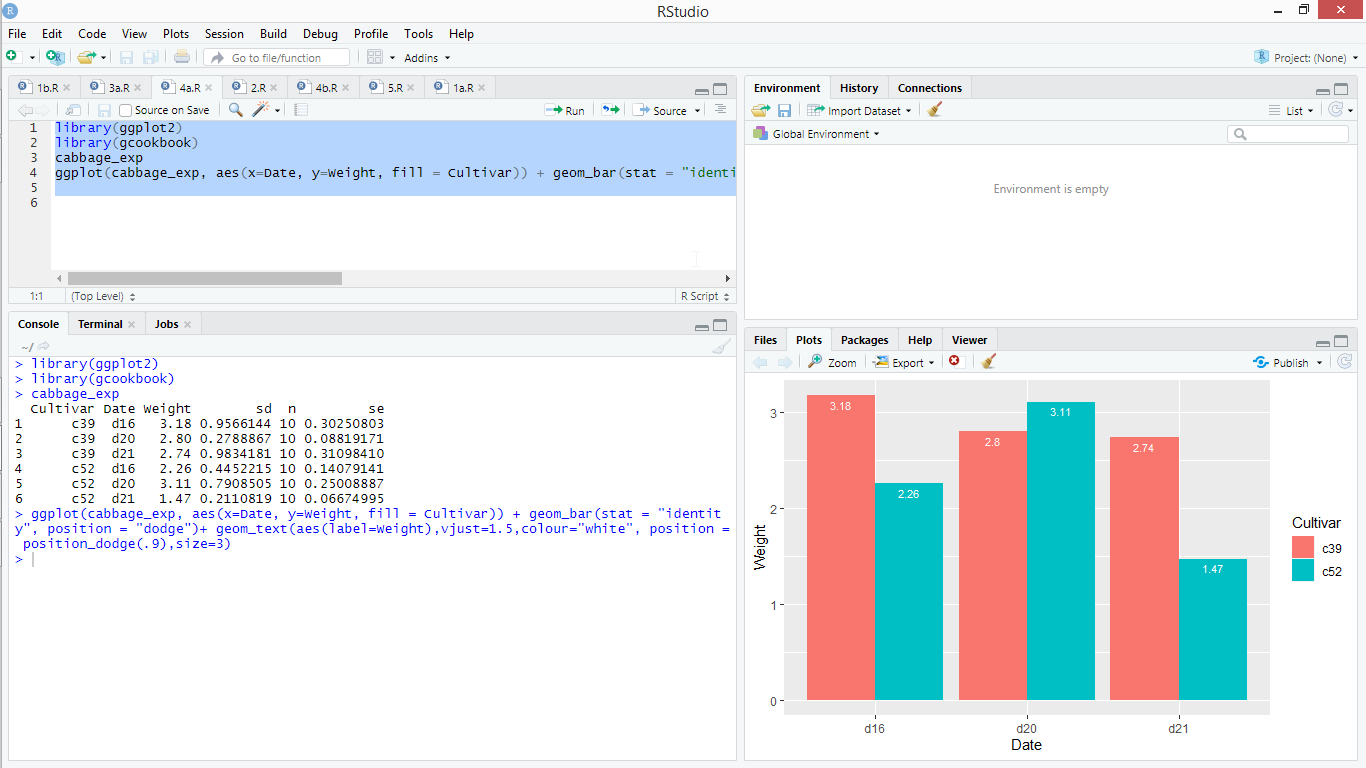 RStudio
File Edit Code View Plots Session Build Debug Profile Tools Help
Go to file/function Addins Project: (None)
1b.R 3a.R 4a.R 2.R 4b.R 5.R 1a.R
Source on Save Run Source
1 library(ggplot2)
2 library(gcookbook)
3 cabbage_exp
4 ggplot(cabbage_exp, aes(x=Date, y=Weight, fill = Cultivar)) + geom_bar(stat = "identi
5
6
1:1 (Top Level) R Script
Console Terminal Jobs
~/
> library(ggplot2)
> library(gcookbook)
> cabbage_exp
Cultivar Date Weight sd n se
1 c39 d16 3.18 0.9566144 10 0.30250803
2 c39 d20 2.80 0.2788867 10 0.08819171
3 c39 d21 2.74 0.9834181 10 0.31098410
4 c52 d16 2.26 0.4452215 10 0.14079141
5 c52 d20 3.11 0.7908505 10 0.25008887
6 c52 d21 1.47 0.2110819 10 0.06674995
> ggplot(cabbage_exp, aes(x=Date, y=Weight, fill = Cultivar)) + geom_bar(stat = "identit
y", position = "dodge")+ geom_text(aes(label=Weight),vjust=1.5,colour="white", position =
position_dodge(.9),size=3)
>
Environment History Connections
Import Dataset List
Global Environment
Environment is empty
Files Plots Packages Help Viewer
Zoom Export Publish
3.18
3.11
3
2.8
2.74
2.26
2
1.47
1
0
Weight
d16 d20 d21
Date
Cultivar
c39
c52